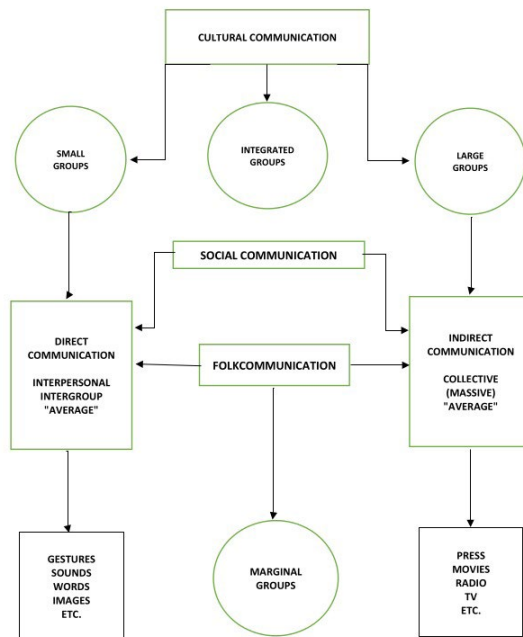 CULTURAL COMMUNICATION
SMALL
GROUPS
INTEGRATED
GROUPS
LARGE
GROUPS
SOCIAL COMMUNICATION
DIRECT
COMMUNICATION
INTERPERSONAL
INTERGROUP
"AVERAGE"
FOLKCOMMUNICATION
INDIRECT
COMMUNICATION
COLLECTIVE
(MASSIVE)
"AVERAGE"
GESTURES
SOUNDS
WORDS
IMAGES
ETC.
MARGINAL
GROUPS
PRESS
MOVIES
RADIO
TV
ETC.